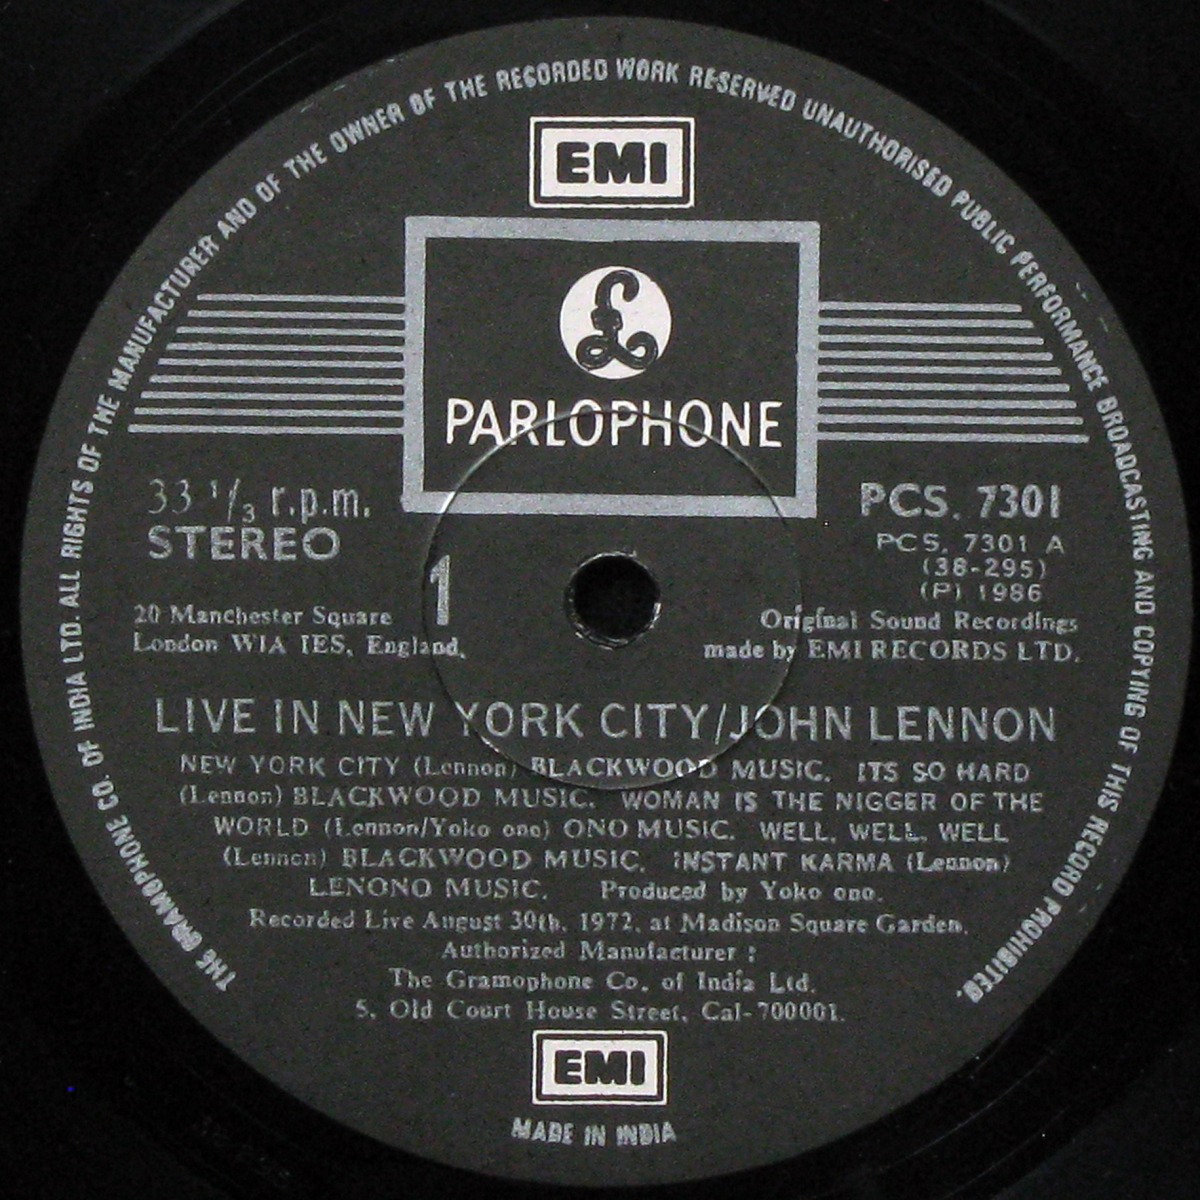 THE GRAMOPHONE CO. OF INDIA LTD. ALL RIGHTS OF THE MANUFACTURER AND OF THE OWNER OF THE RECORDED WORK RESERVED UNAUTHORISED PUBLIC PERFORMANCE BROADCASTING AND COPYING OF THIS RECORD PROHIBITED.
EMI
£
PARLOPHONE
33 1/3 r.p.m.
STEREO
1
20 Manchester Square
London WIA IES, England.
PCS. 7301
PCS. 7301 A
(38-295)
(P) 1986
Original Sound Recordings
made by EMI RECORDS LTD.
LIVE IN NEW YORK CITY/JOHN LENNON
NEW YORK CITY (Lennon) BLACKWOOD MUSIC. ITS SO HARD
(Lennon) BLACKWOOD MUSIC. WOMAN IS THE NIGGER OF THE
WORLD (Lennon/Yoko ono) ONO MUSIC. WELL, WELL, WELL
(Lennon) BLACKWOOD MUSIC. INSTANT KARMA (Lennon)
LENONO MUSIC. Produced by Yoko ono.
Recorded Live August 30th, 1972, at Madison Square Garden.
Authorized Manufacturer :
The Gramophone Co. of India Ltd.
5, Old Court House Street, Cal-700001.
EMI
MADE IN INDIA